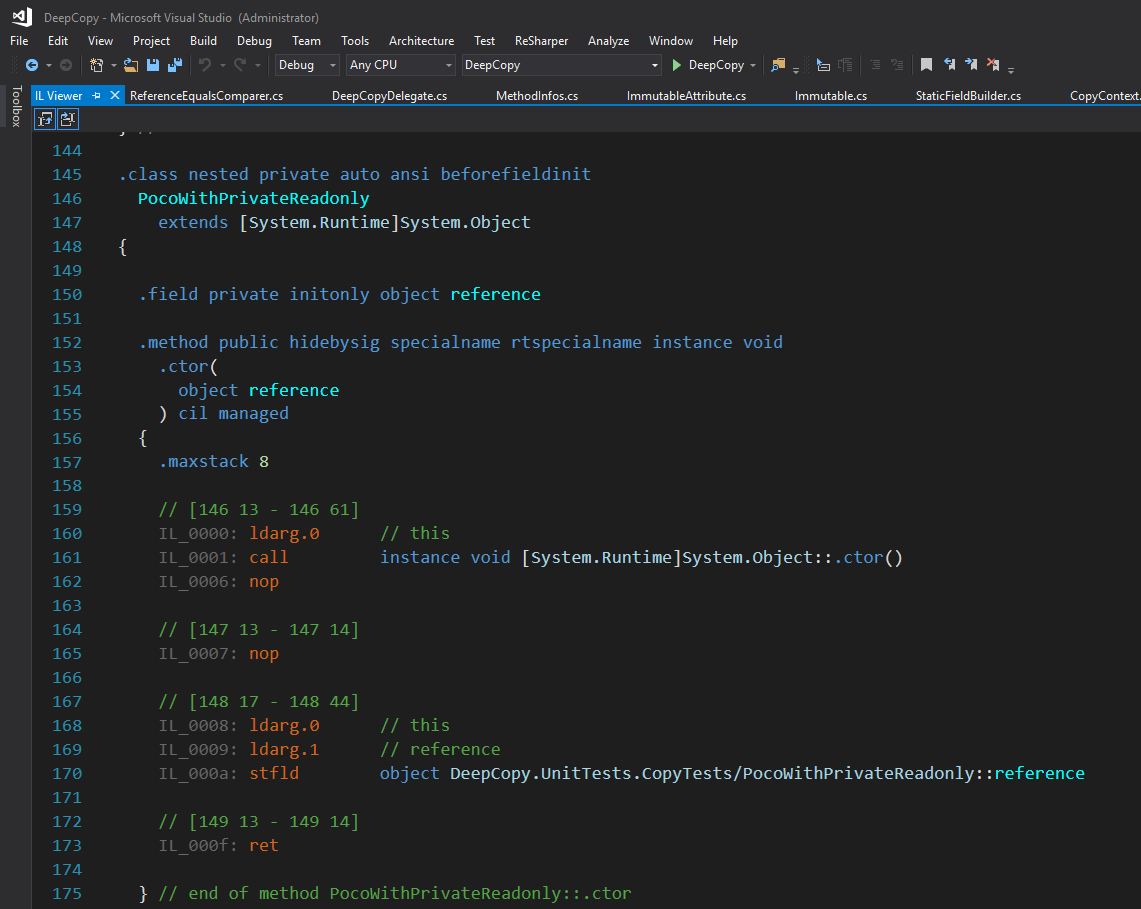 DeepCopy - Microsoft Visual Studio (Administrator)
File Edit View Project Build Debug Team Tools Architecture Test ReSharper Analyze Window Help
Debug Any CPU DeepCopy DeepCopy
Toolbox
IL Viewer ReferenceEqualsComparer.cs DeepCopyDelegate.cs MethodInfos.cs ImmutableAttribute.cs Immutable.cs StaticFieldBuilder.cs CopyContext.
144
145 .class nested private auto ansi beforefieldinit
146 PocoWithPrivateReadonly
147 extends [System.Runtime]System.Object
148 {
149
150 .field private initonly object reference
151
152 .method public hidebysig specialname rtspecialname instance void
153 .ctor(
154 object reference
155 ) cil managed
156 {
157 .maxstack 8
158
159 // [146 13 - 146 61]
160 IL_0000: ldarg.0 // this
161 IL_0001: call instance void [System.Runtime]System.Object::.ctor()
162 IL_0006: nop
163
164 // [147 13 - 147 14]
165 IL_0007: nop
166
167 // [148 17 - 148 44]
168 IL_0008: ldarg.0 // this
169 IL_0009: ldarg.1 // reference
170 IL_000a: stfld object DeepCopy.UnitTests.CopyTests/PocoWithPrivateReadonly::reference
171
172 // [149 13 - 149 14]
173 IL_000f: ret
174
175 } // end of method PocoWithPrivateReadonly::.ctor